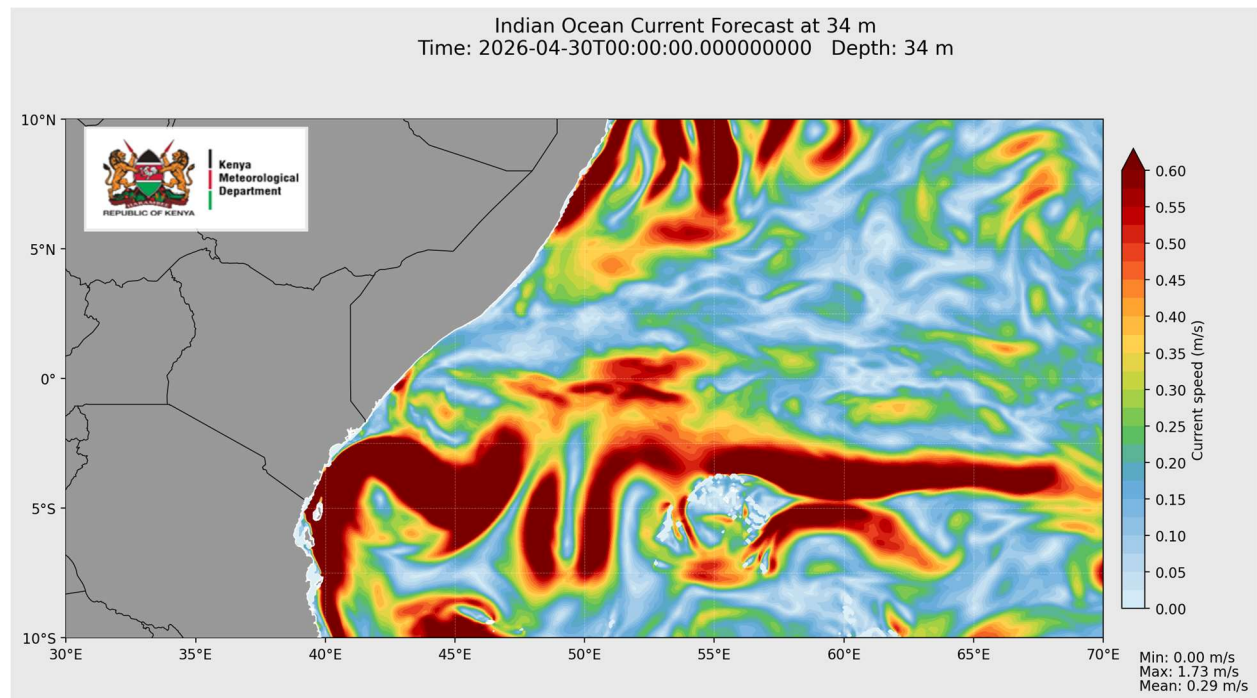 Indian Ocean Current Forecast at 34 m
Time: 2026-04-30T00:00:00.000000000   Depth: 34 m
10°N
5°N
0°
5°S
10°S
Kenya
Meteorological
Department
REPUBLIC OF KENYA
30°E
35°E
40°E
45°E
50°E
55°E
60°E
65°E
70°E
0.60
0.55
0.50
0.45
0.40
0.35
0.30
0.25
0.20
0.15
0.10
0.05
0.00
Current speed (m/s)
Min: 0.00 m/s
Max: 1.73 m/s
Mean: 0.29 m/s